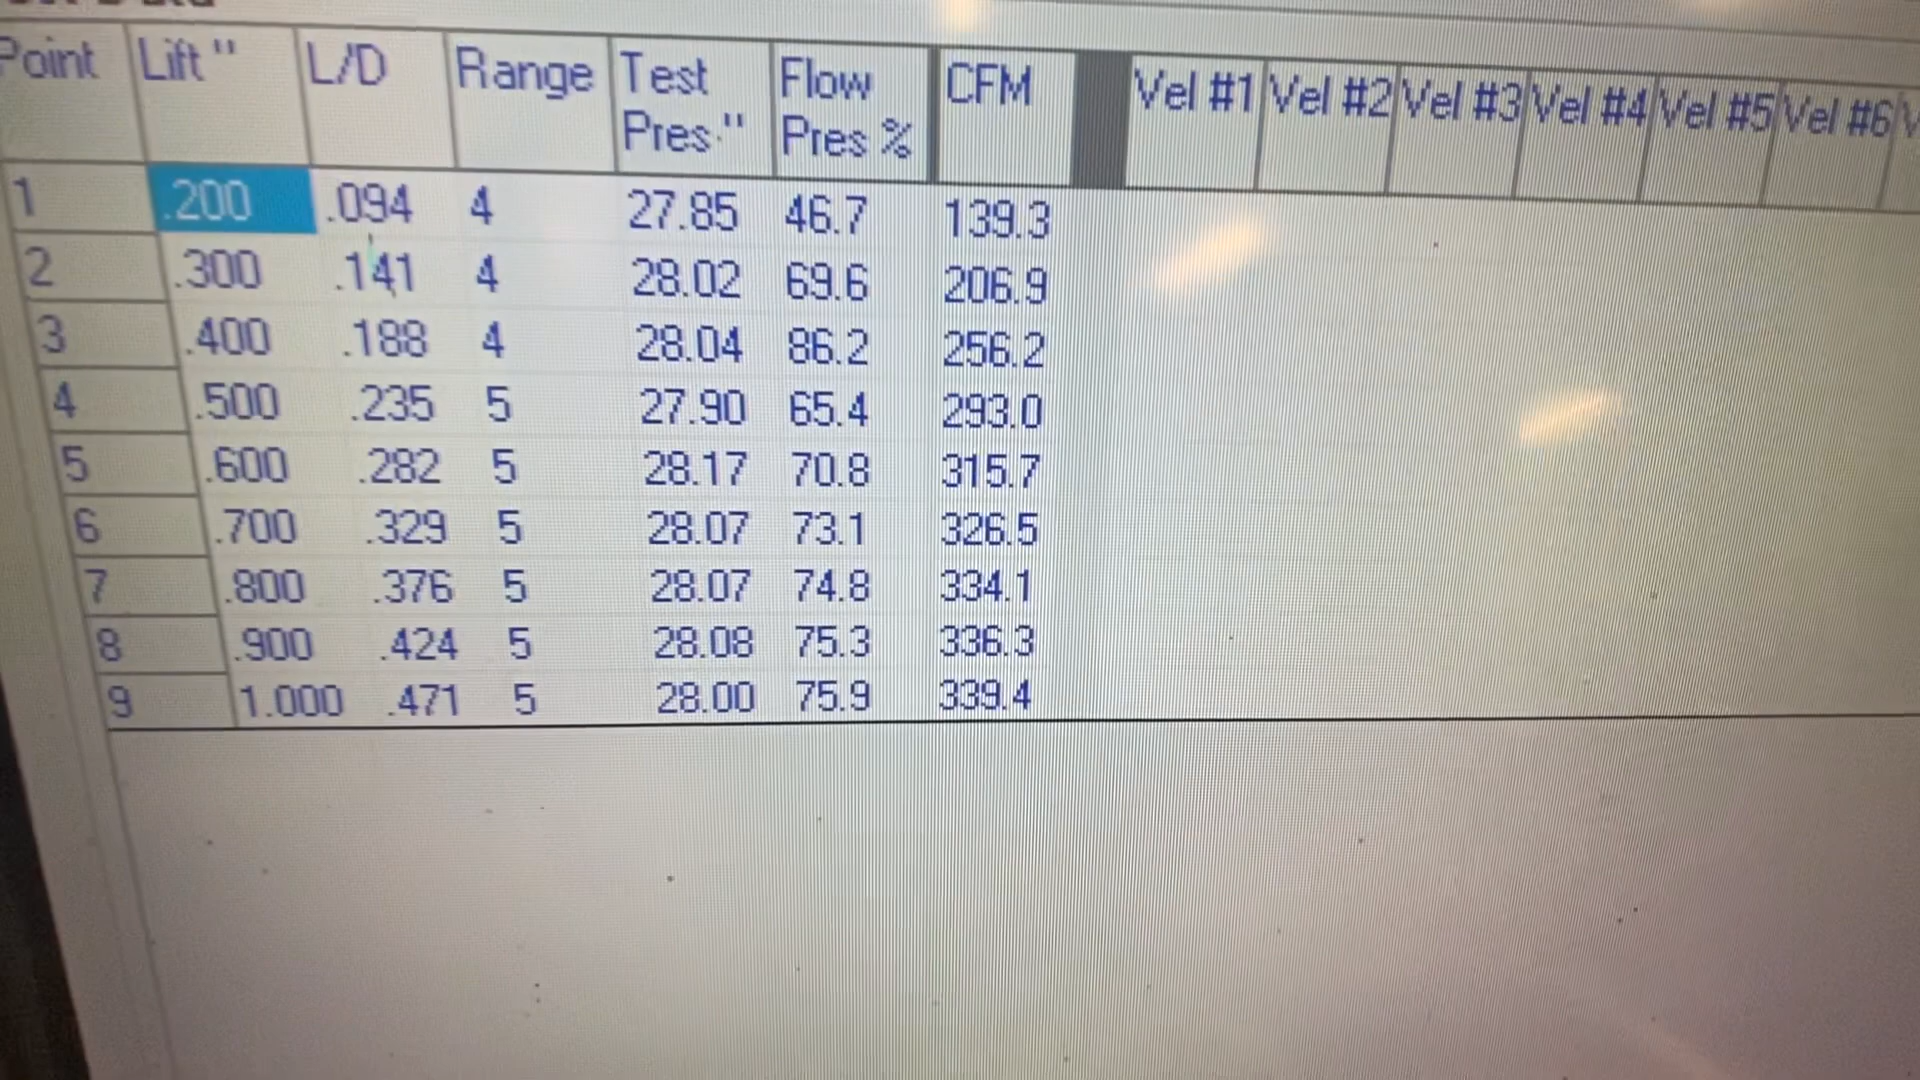 Point Lift " L/D Range Test Pres." Flow Pres % CFM Vel #1 Vel #2 Vel #3 Vel #4 Vel #5 Vel #6
1 .200 .094 4 27.85 46.7 139.3
2 .300 .141 4 28.02 69.6 206.9
3 .400 .188 4 28.04 86.2 256.2
4 .500 .235 5 27.90 65.4 293.0
5 .600 .282 5 28.17 70.8 315.7
6 .700 .329 5 28.07 73.1 326.5
7 .800 .376 5 28.07 74.8 334.1
8 .900 .424 5 28.08 75.3 336.3
9 1.000 .471 5 28.00 75.9 339.4